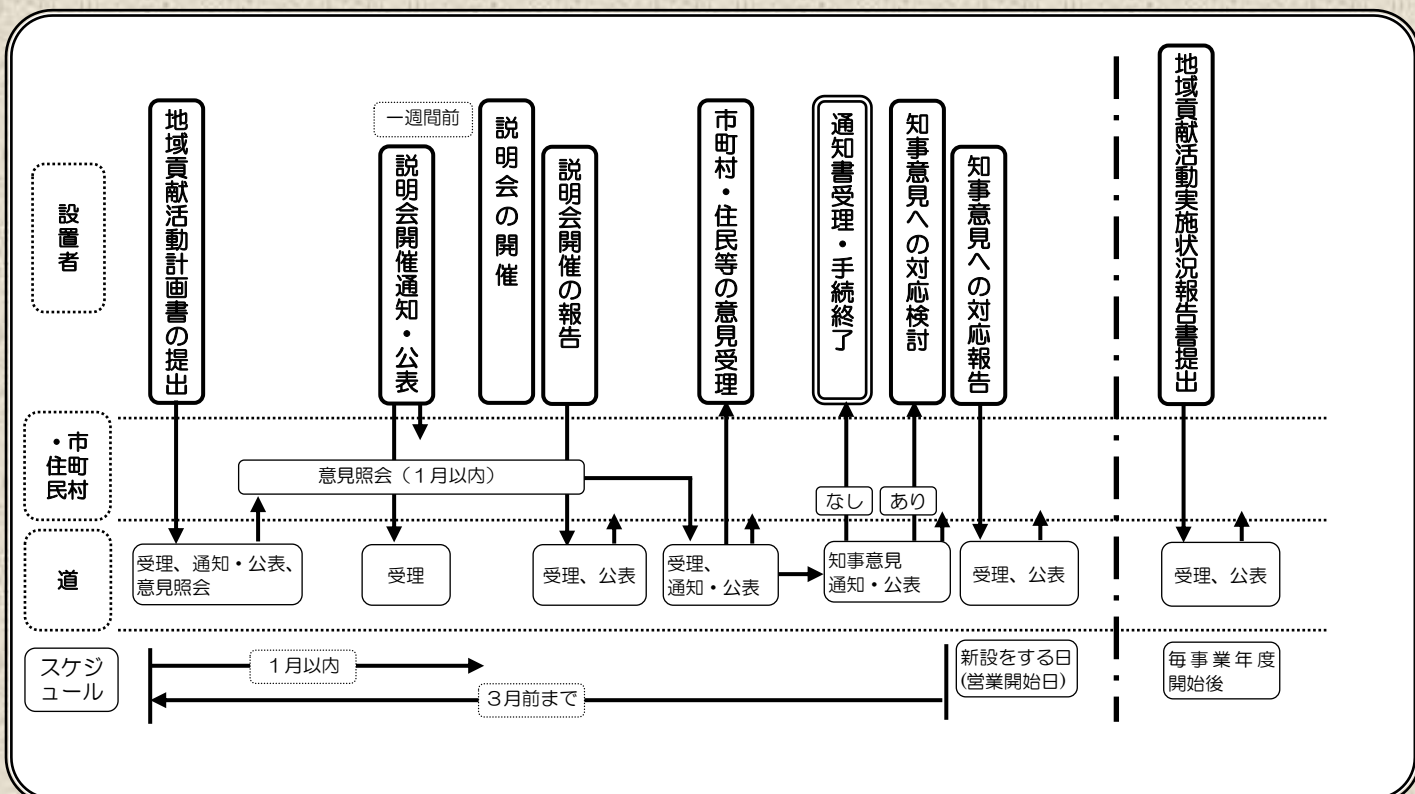 設置者
地域貢献活動計画書の提出
一週間前
説明会開催通知・公表
説明会の開催
説明会開催の報告
市町村・住民等の意見受理
通知書受理・手続終了
知事意見への対応検討
知事意見への対応報告
地域貢献活動実施状況報告書提出
市町村
・住民
意見照会（１月以内）
なし
あり
道
受理、通知・公表、
意見照会
受理
受理、公表
受理、
通知・公表
知事意見
通知・公表
受理、公表
受理、公表
スケジ
ュール
１月以内
３月前まで
新設をする日
(営業開始日)
毎事業年度
開始後